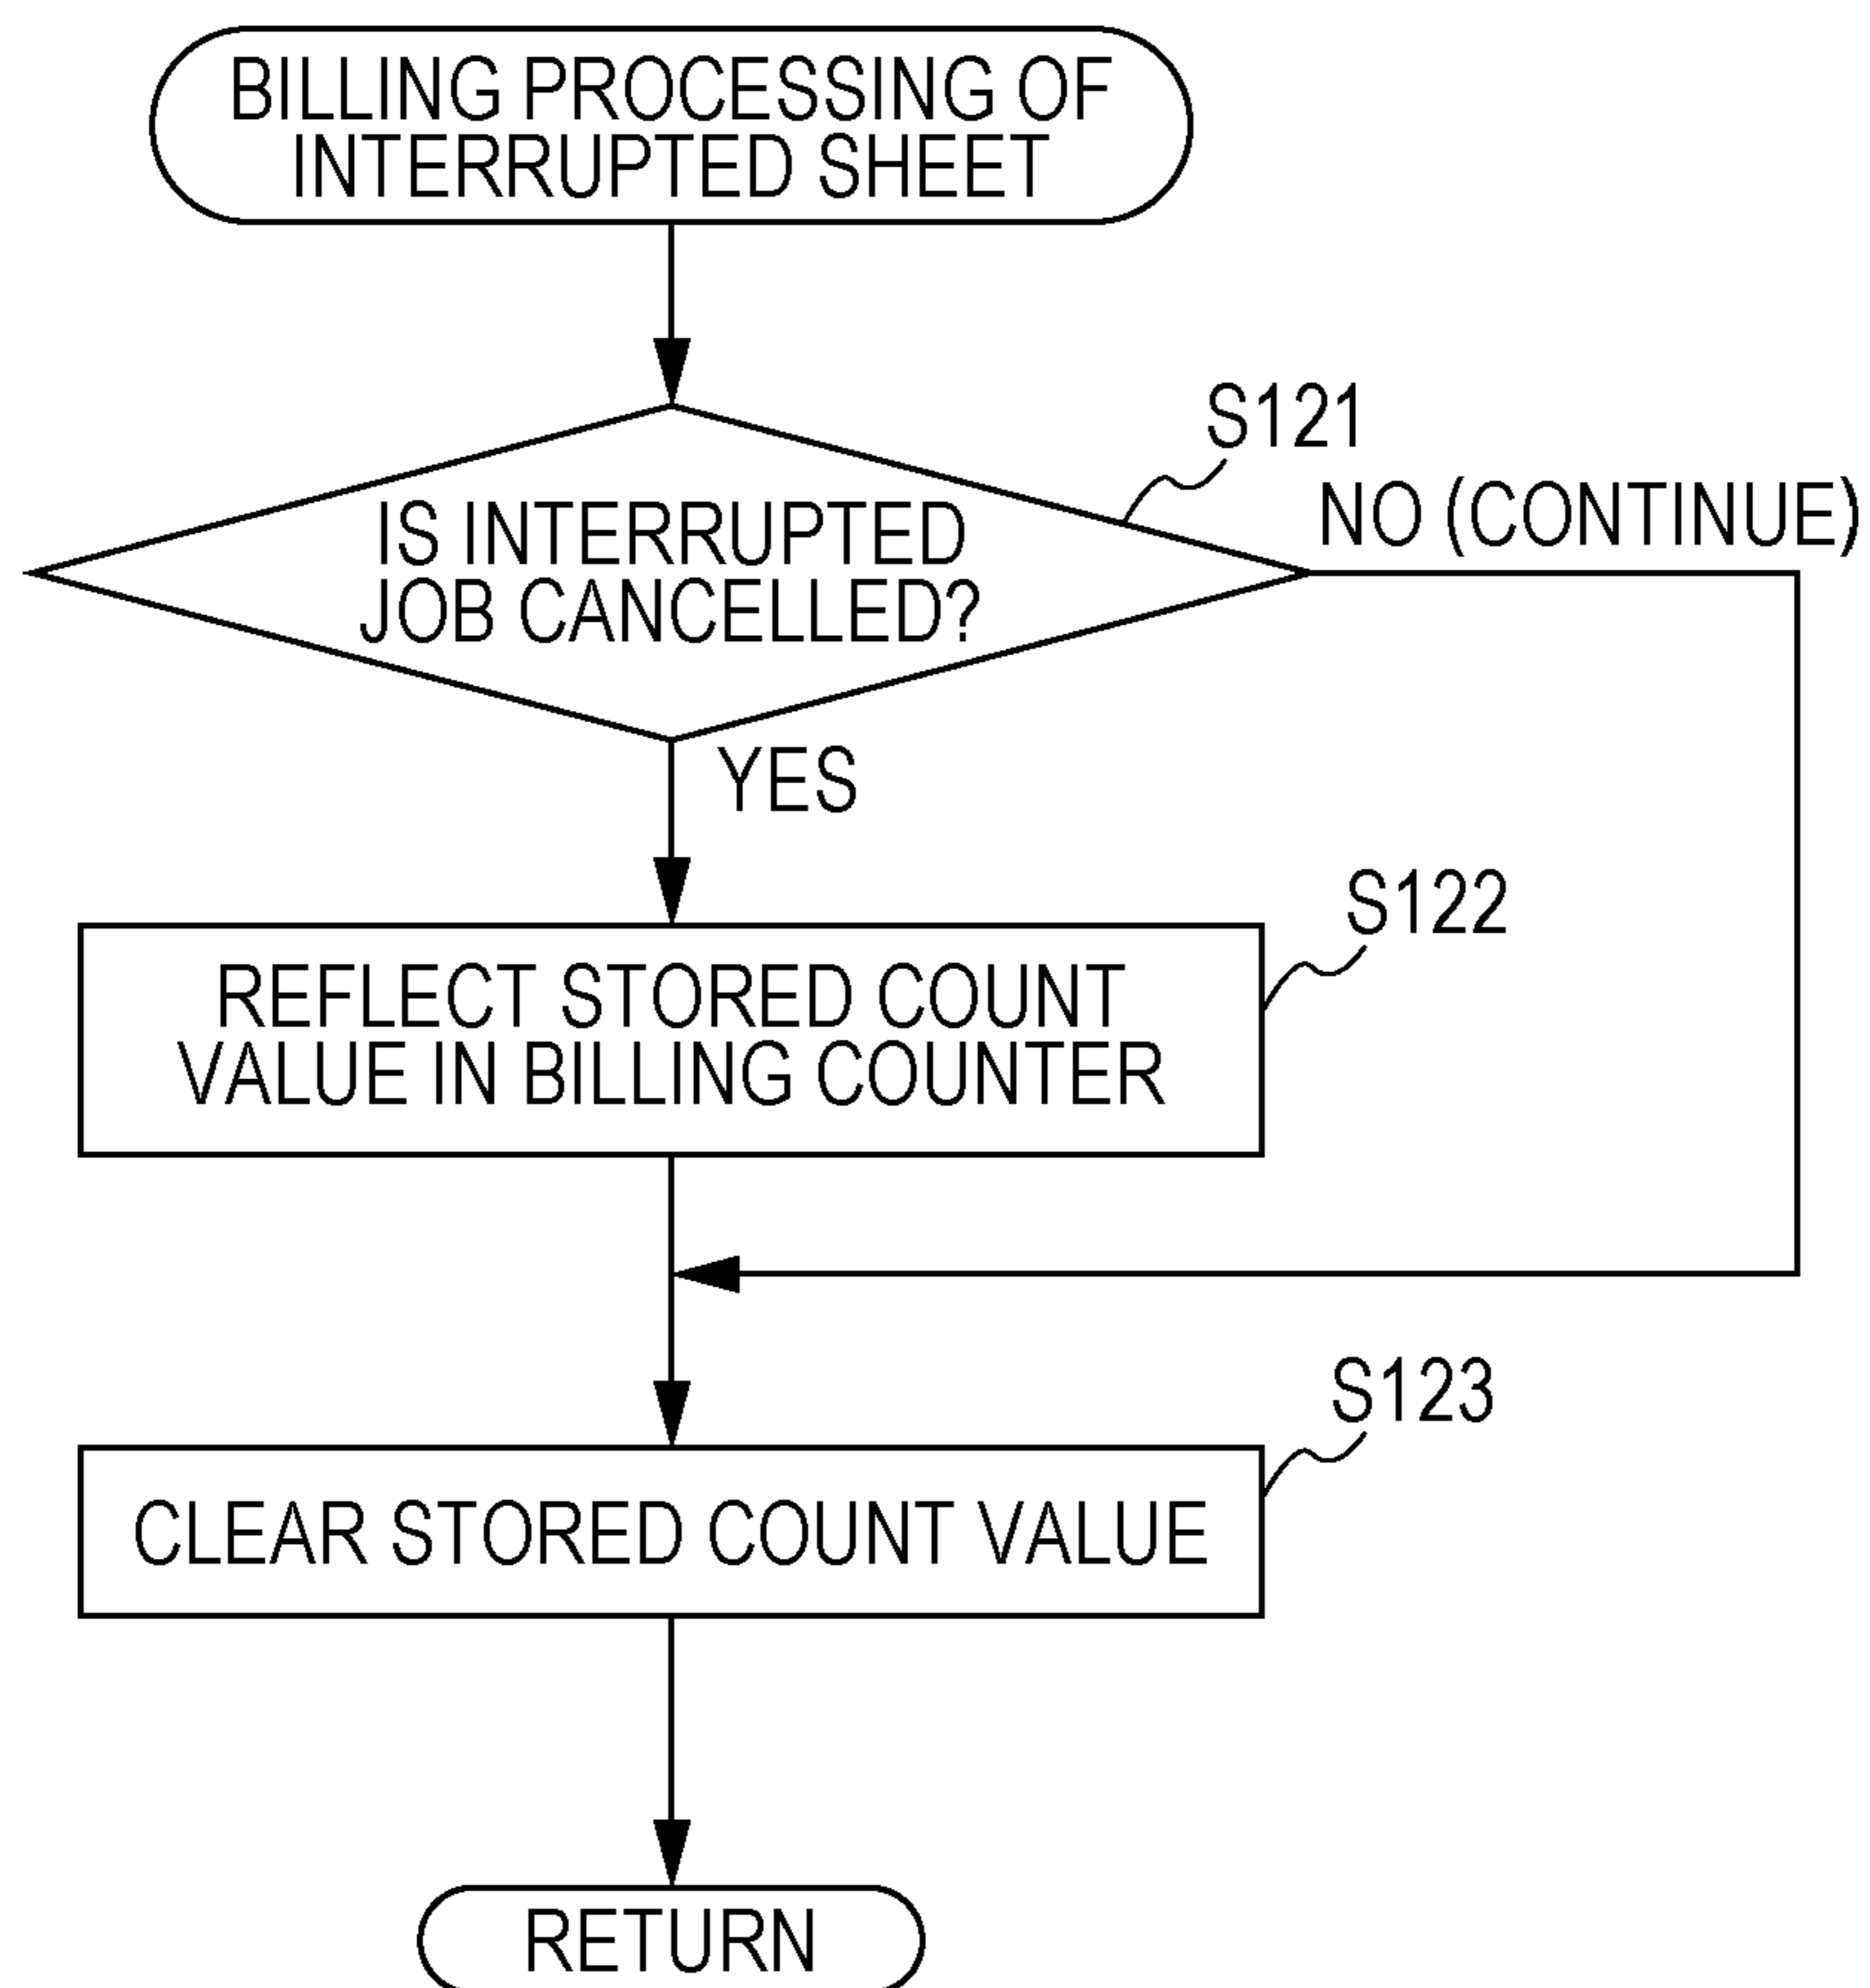 BILLING PROCESSING OF
INTERRUPTED SHEET
S121
NO (CONTINUE)
IS INTERRUPTED
JOB CANCELLED?
YES
S122
REFLECT STORED COUNT
VALUE IN BILLING COUNTER
S123
CLEAR STORED COUNT VALUE
RETURN